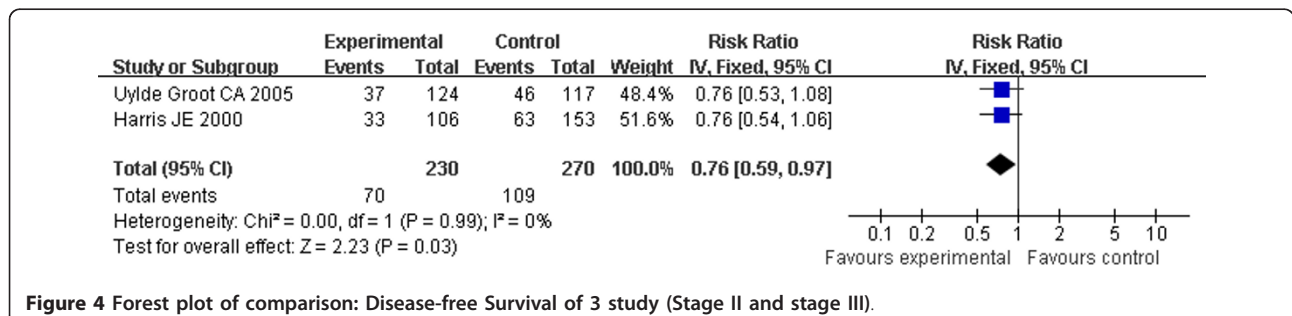 Experimental Control Risk Ratio Risk Ratio
Study or Subgroup Events Total Events Total Weight IV, Fixed, 95% CI IV, Fixed, 95% CI
Uylde Groot CA 2005 37 124 46 117 48.4% 0.76 [0.53, 1.08]
Harris JE 2000 33 106 63 153 51.6% 0.76 [0.54, 1.06]
Total (95% CI) 230 270 100.0% 0.76 [0.59, 0.97]
Total events 70 109
Heterogeneity: Chi² = 0.00, df = 1 (P = 0.99); I² = 0%
Test for overall effect: Z = 2.23 (P = 0.03)
0.1 0.2 0.5 1 2 5 10
Favours experimental Favours control
Figure 4 Forest plot of comparison: Disease-free Survival of 3 study (Stage II and stage III).